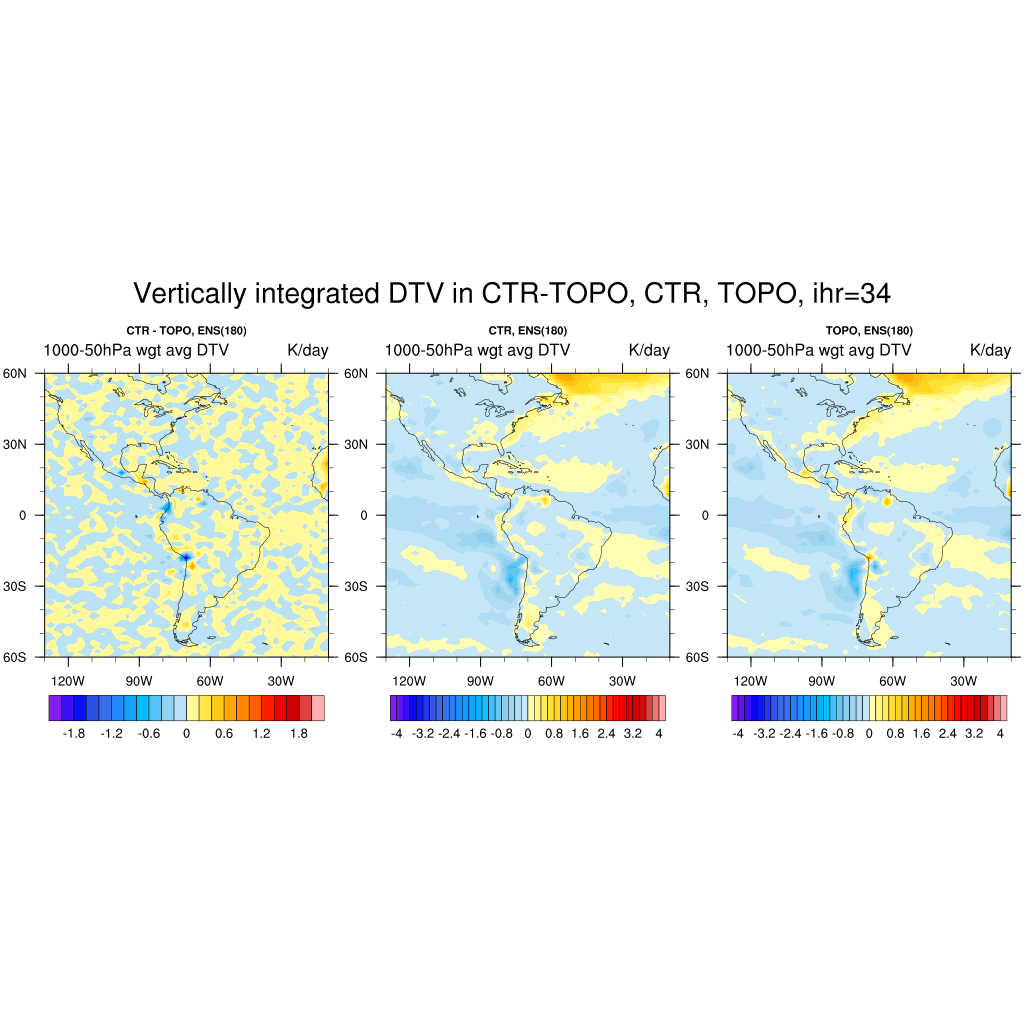 Vertically integrated DTV in CTR-TOPO, CTR, TOPO, ihr=34
CTR - TOPO, ENS(180)
1000-50hPa wgt avg DTV K/day
60N
30N
0
30S
60S
120W 90W 60W 30W
-1.8 -1.2 -0.6 0 0.6 1.2 1.8
CTR, ENS(180)
1000-50hPa wgt avg DTV K/day
60N
30N
0
30S
60S
120W 90W 60W 30W
-4 -3.2 -2.4 -1.6 -0.8 0 0.8 1.6 2.4 3.2 4
TOPO, ENS(180)
1000-50hPa wgt avg DTV K/day
60N
30N
0
30S
60S
120W 90W 60W 30W
-4 -3.2 -2.4 -1.6 -0.8 0 0.8 1.6 2.4 3.2 4